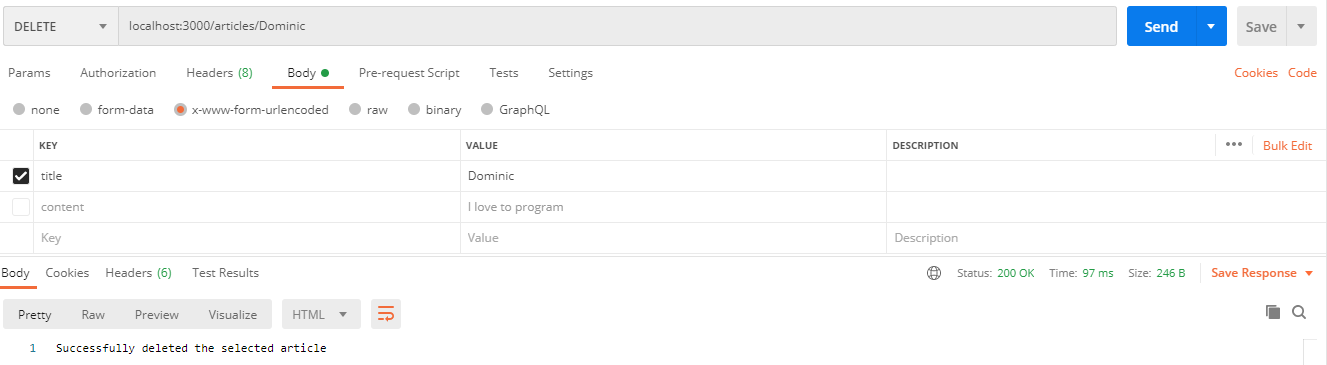 DELETE localhost:3000/articles/Dominic Send Save
Params Authorization Headers (8) Body Pre-request Script Tests Settings Cookies Code
none form-data x-www-form-urlencoded raw binary GraphQL
KEY VALUE DESCRIPTION ••• Bulk Edit
title Dominic
content I love to program
Key Value Description
Body Cookies Headers (6) Test Results Status: 200 OK Time: 97 ms Size: 246 B Save Response
Pretty Raw Preview Visualize HTML
1 Successfully deleted the selected article